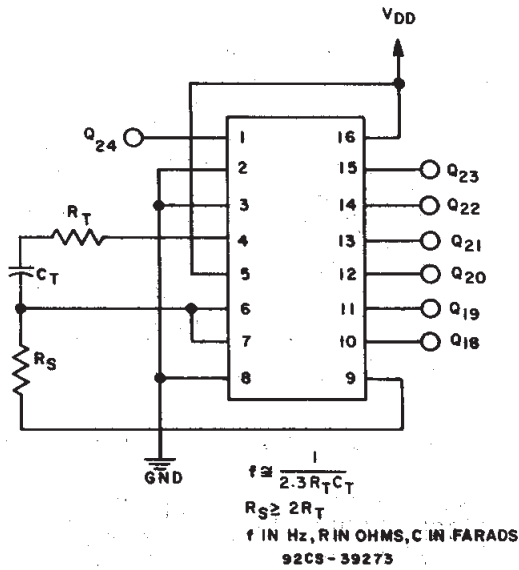 VDD
Q24 1 16
2 15 Q23
3 14 Q22
RT 4 13 Q21
CT 5 12 Q20
6 11 Q19
7 10 Q18
RS 8 9
GND
f ≅ 1 / 2.3 RTCT
RS ≥ 2RT
f IN Hz, R IN OHMS, C IN FARADS
92CS-39273